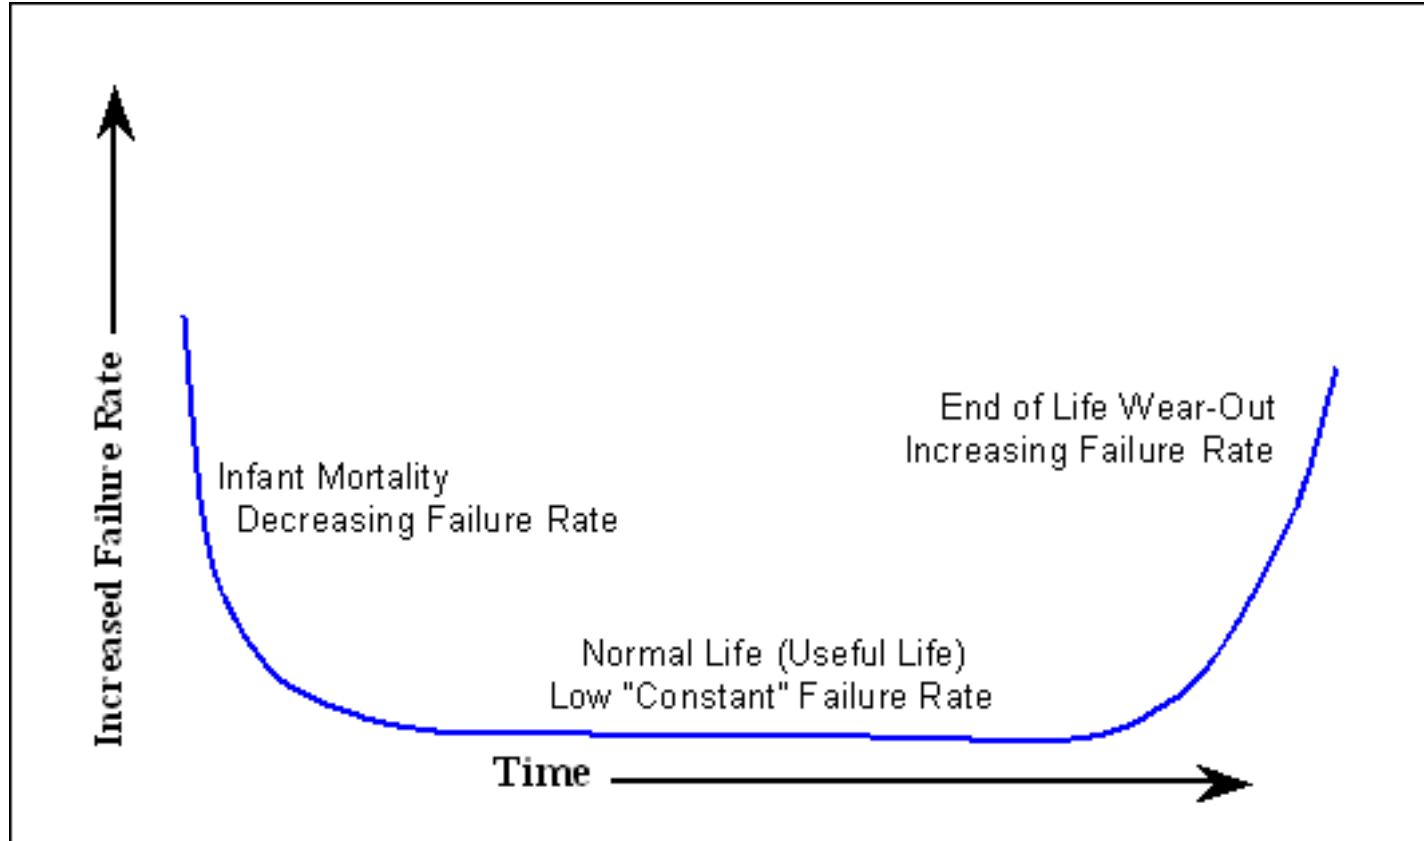 Increased Failure Rate
Infant Mortality
Decreasing Failure Rate
End of Life Wear-Out
Increasing Failure Rate
Normal Life (Useful Life)
Low "Constant" Failure Rate
Time